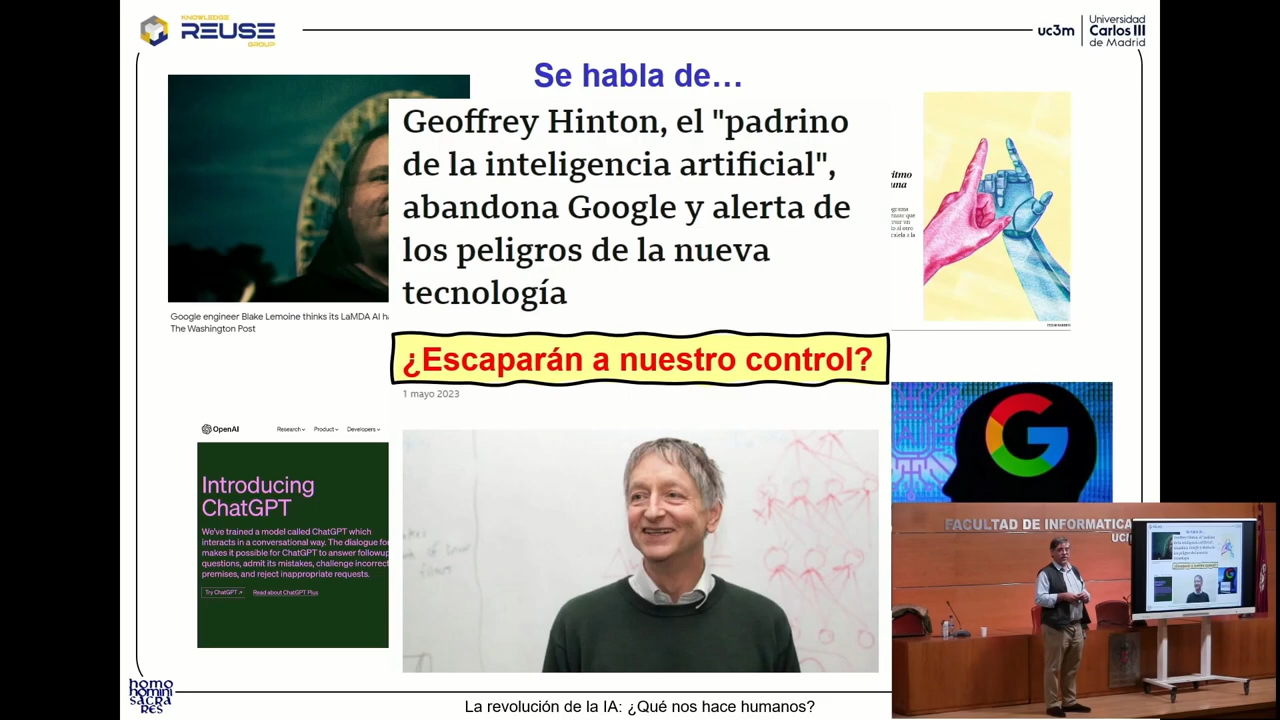 KNOWLEDGE
REUSE
GROUP
uc3m
Universidad
Carlos III
de Madrid
Se habla de…
Geoffrey Hinton, el "padrino
de la inteligencia artificial",
abandona Google y alerta de
los peligros de la nueva
tecnología
¿Escaparán a nuestro control?
1 mayo 2023
Google engineer Blake Lemoine thinks its LaMDA AI ha
The Washington Post
itmo
una
OpenAI
Research
Product
Developers
Introducing
ChatGPT
We've trained a model called ChatGPT which
interacts in a conversational way. The dialogue for
makes it possible for ChatGPT to answer followup
questions, admit its mistakes, challenge incorrect
premises, and reject inappropriate requests.
Try ChatGPT
Read about ChatGPT Plus
G
FACULTAD DE INFORMATICA
homo
homini
sacra
res
La revolución de la IA: ¿Qué nos hace humanos?